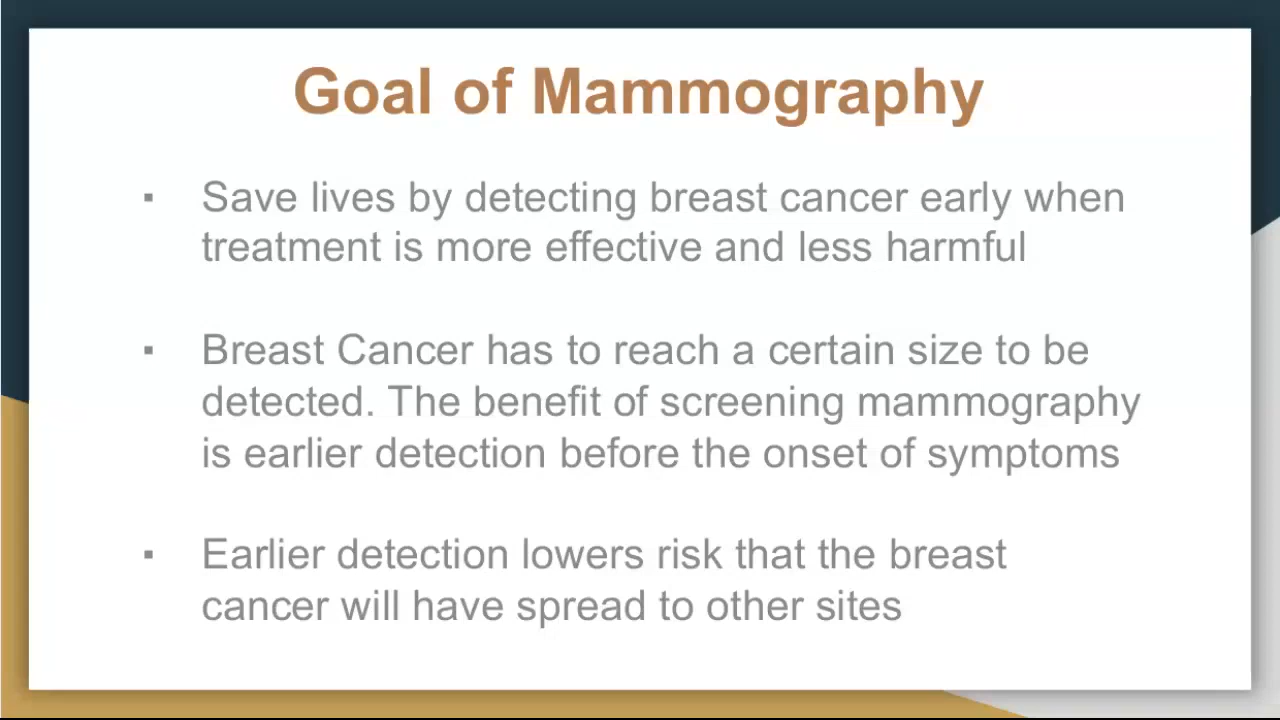 Goal of Mammography
▪ Save lives by detecting breast cancer early when
treatment is more effective and less harmful
▪ Breast Cancer has to reach a certain size to be
detected. The benefit of screening mammography
is earlier detection before the onset of symptoms
▪ Earlier detection lowers risk that the breast
cancer will have spread to other sites